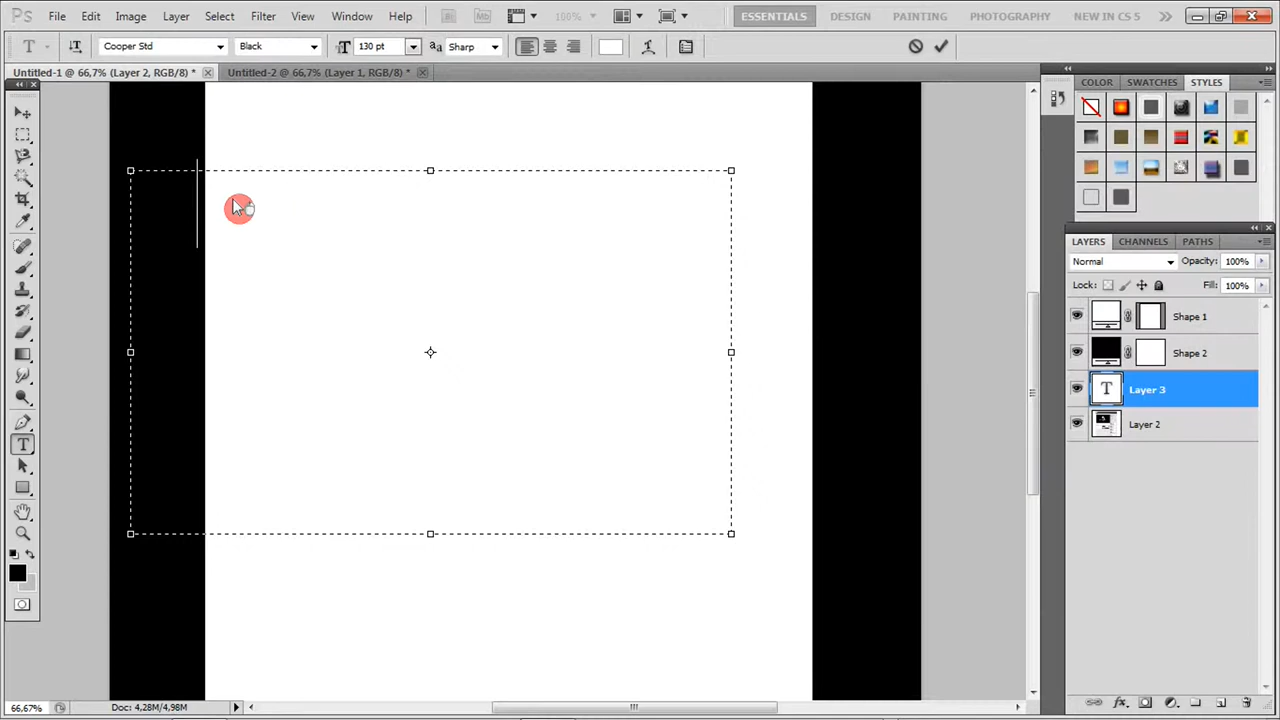 Ps File Edit Image Layer Select Filter View Window Help Br Mb 100% ESSENTIALS DESIGN PAINTING PHOTOGRAPHY NEW IN CS 5
T Cooper Std Black 130 pt Sharp
Untitled-1 @ 66,7% (Layer 2, RGB/8) * Untitled-2 @ 66,7% (Layer 1, RGB/8) *
COLOR SWATCHES STYLES
LAYERS CHANNELS PATHS
Normal Opacity: 100%
Lock: Fill: 100%
Shape 1
Shape 2
T Layer 3
Layer 2
66,67% Doc: 4,28M/4,98M